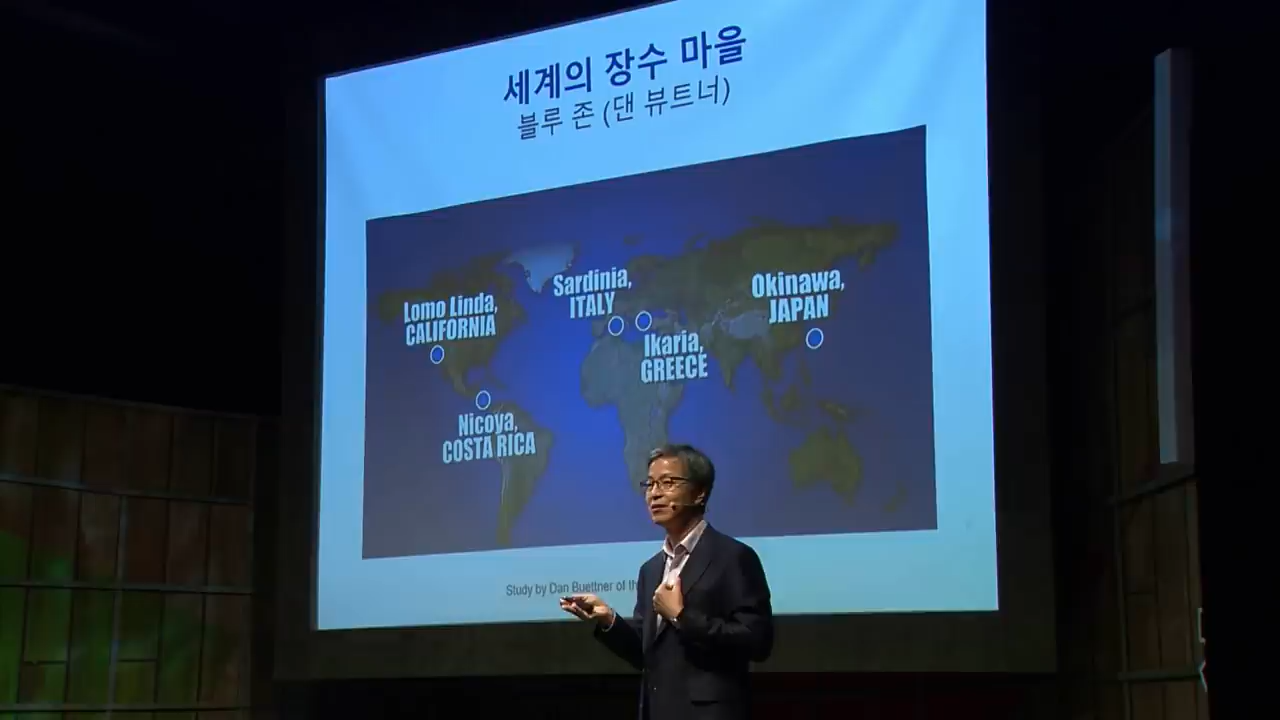 세계의 장수 마을
블루 존 (댄 뷰트너)
Lomo Linda,
CALIFORNIA
Sardinia,
ITALY
Okinawa,
JAPAN
Ikaria,
GREECE
Nicoya,
COSTA RICA
Study by Dan Buettner of